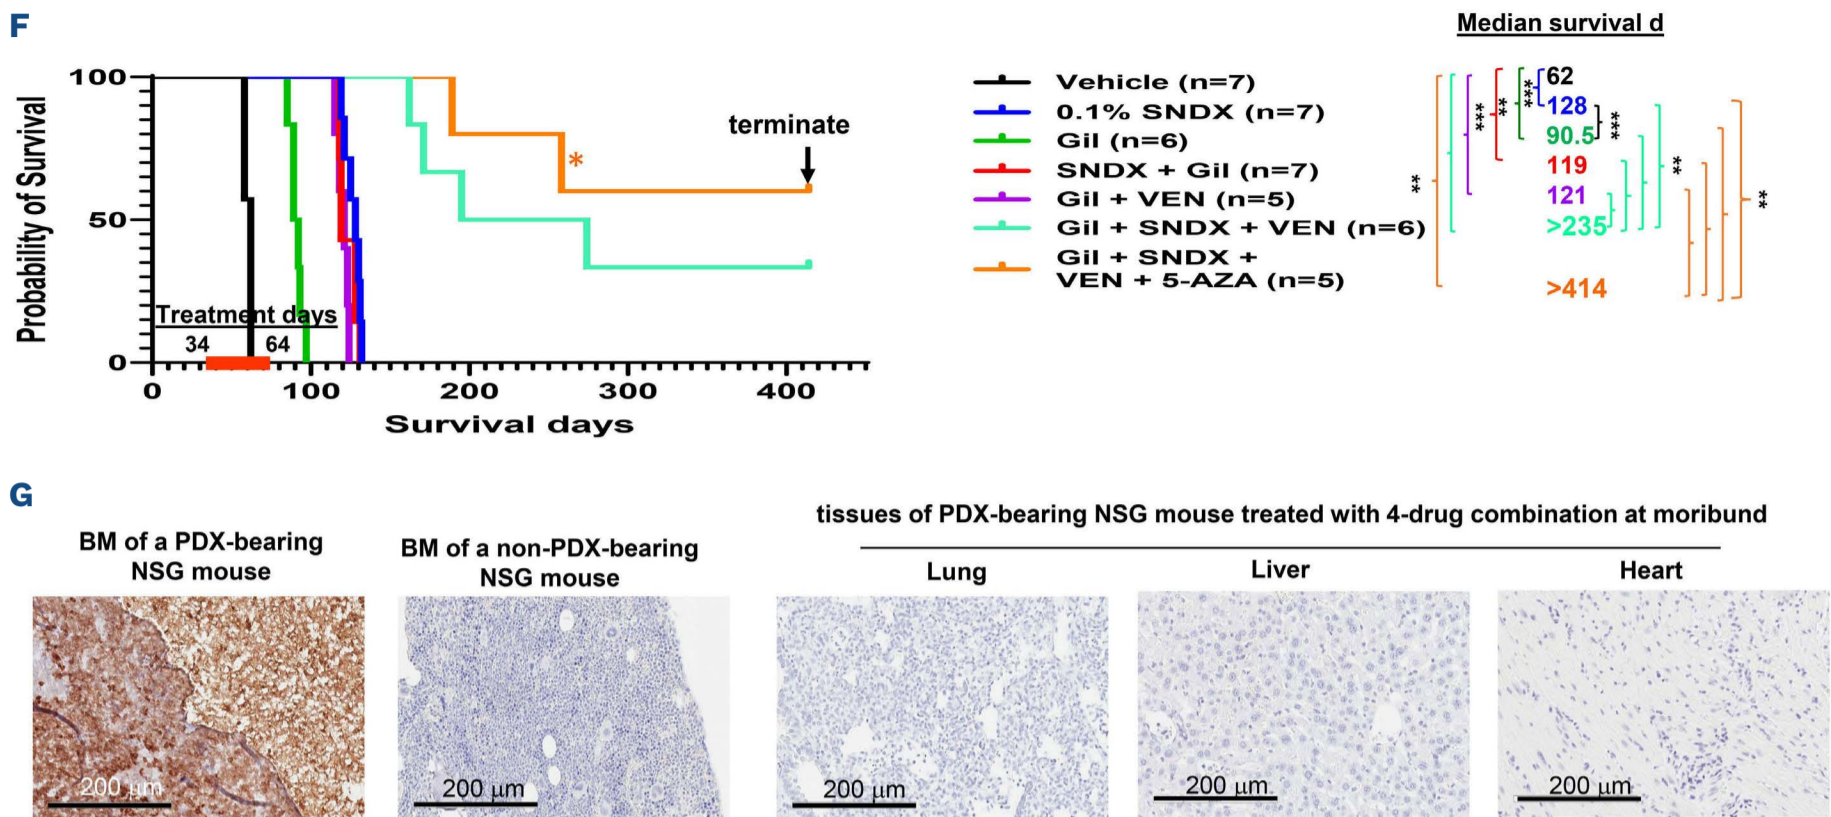 F
Median survival d
100
50
0
Probability of Survival
terminate
*
Treatment days
34 64
0 100 200 300 400
Survival days
Vehicle (n=7)
0.1% SNDX (n=7)
Gil (n=6)
SNDX + Gil (n=7)
Gil + VEN (n=5)
Gil + SNDX + VEN (n=6)
Gil + SNDX +
VEN + 5-AZA (n=5)
62
128
90.5
119
121
>235
>414
**
***
**
***
***
**
**
G
BM of a PDX-bearing
NSG mouse
BM of a non-PDX-bearing
NSG mouse
tissues of PDX-bearing NSG mouse treated with 4-drug combination at moribund
Lung
Liver
Heart
200 μm
200 μm
200 μm
200 μm
200 μm